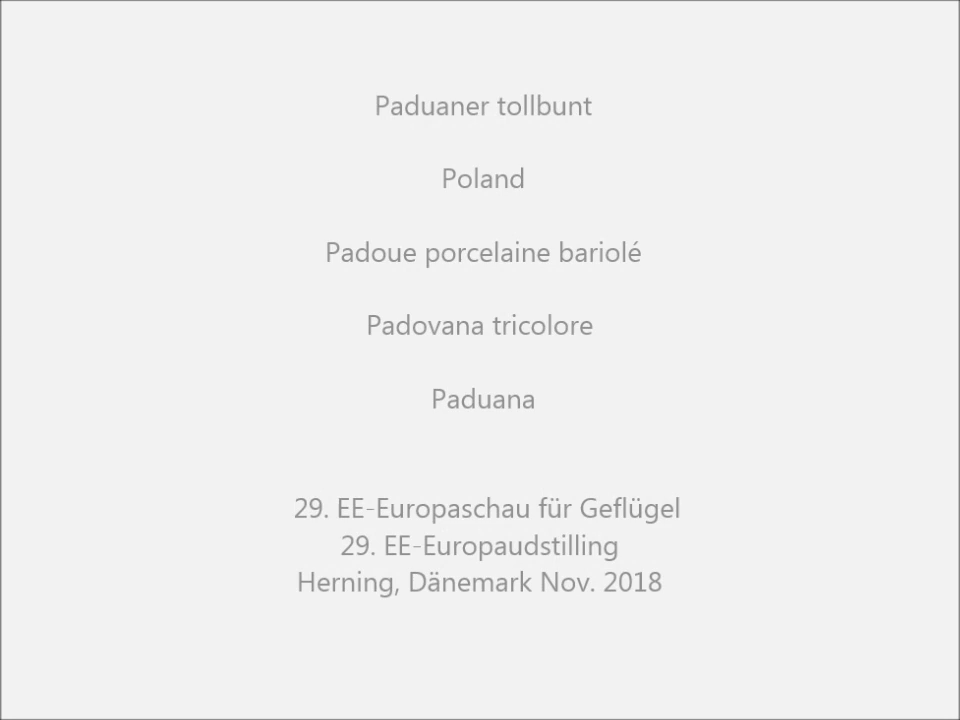 Paduaner tollbunt
Poland
Padoue porcelaine bariolé
Padovana tricolore
Paduana
29. EE-Europaschau für Geflügel
29. EE-Europaudstilling
Herning, Dänemark Nov. 2018